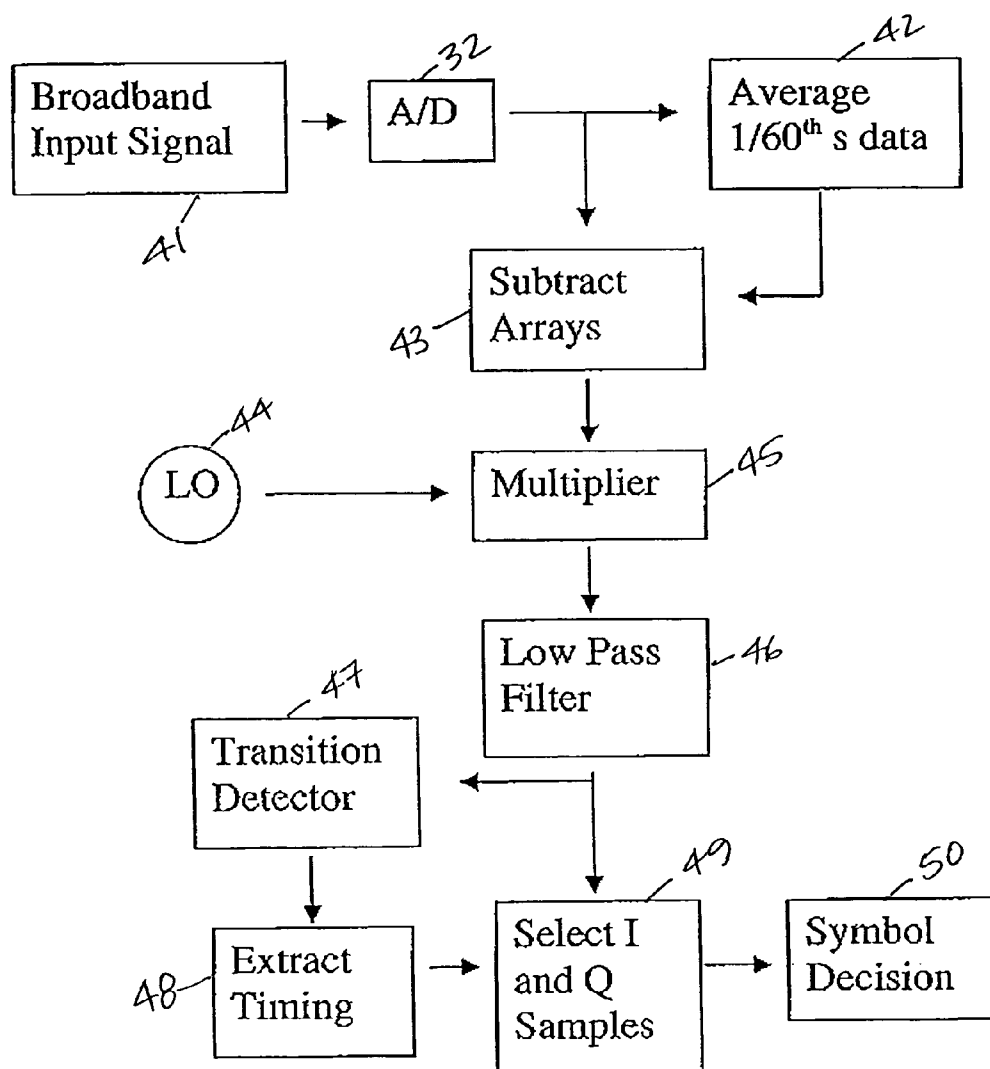 32
42
Broadband
Input Signal
A/D
Average
1/60th s data
41
Subtract
Arrays
43
44
LO
Multiplier
45
Low Pass
Filter
46
47
Transition
Detector
49
50
48
Extract
Timing
Select I
and Q
Samples
Symbol
Decision